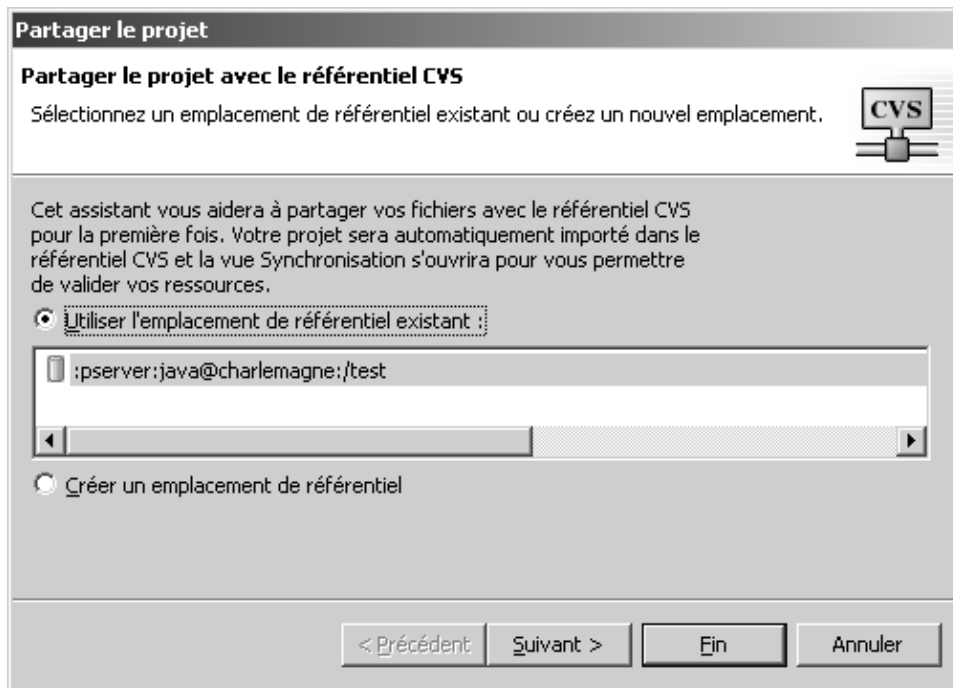 Partager le projet
Partager le projet avec le référentiel CVS
Sélectionnez un emplacement de référentiel existant ou créez un nouvel emplacement.
CVS
Cet assistant vous aidera à partager vos fichiers avec le référentiel CVS
pour la première fois. Votre projet sera automatiquement importé dans le
référentiel CVS et la vue Synchronisation s'ouvrira pour vous permettre
de valider vos ressources.
Utiliser l'emplacement de référentiel existant :
:pserver:java@charlemagne:/test
Créer un emplacement de référentiel
< Précédent Suivant > Fin Annuler